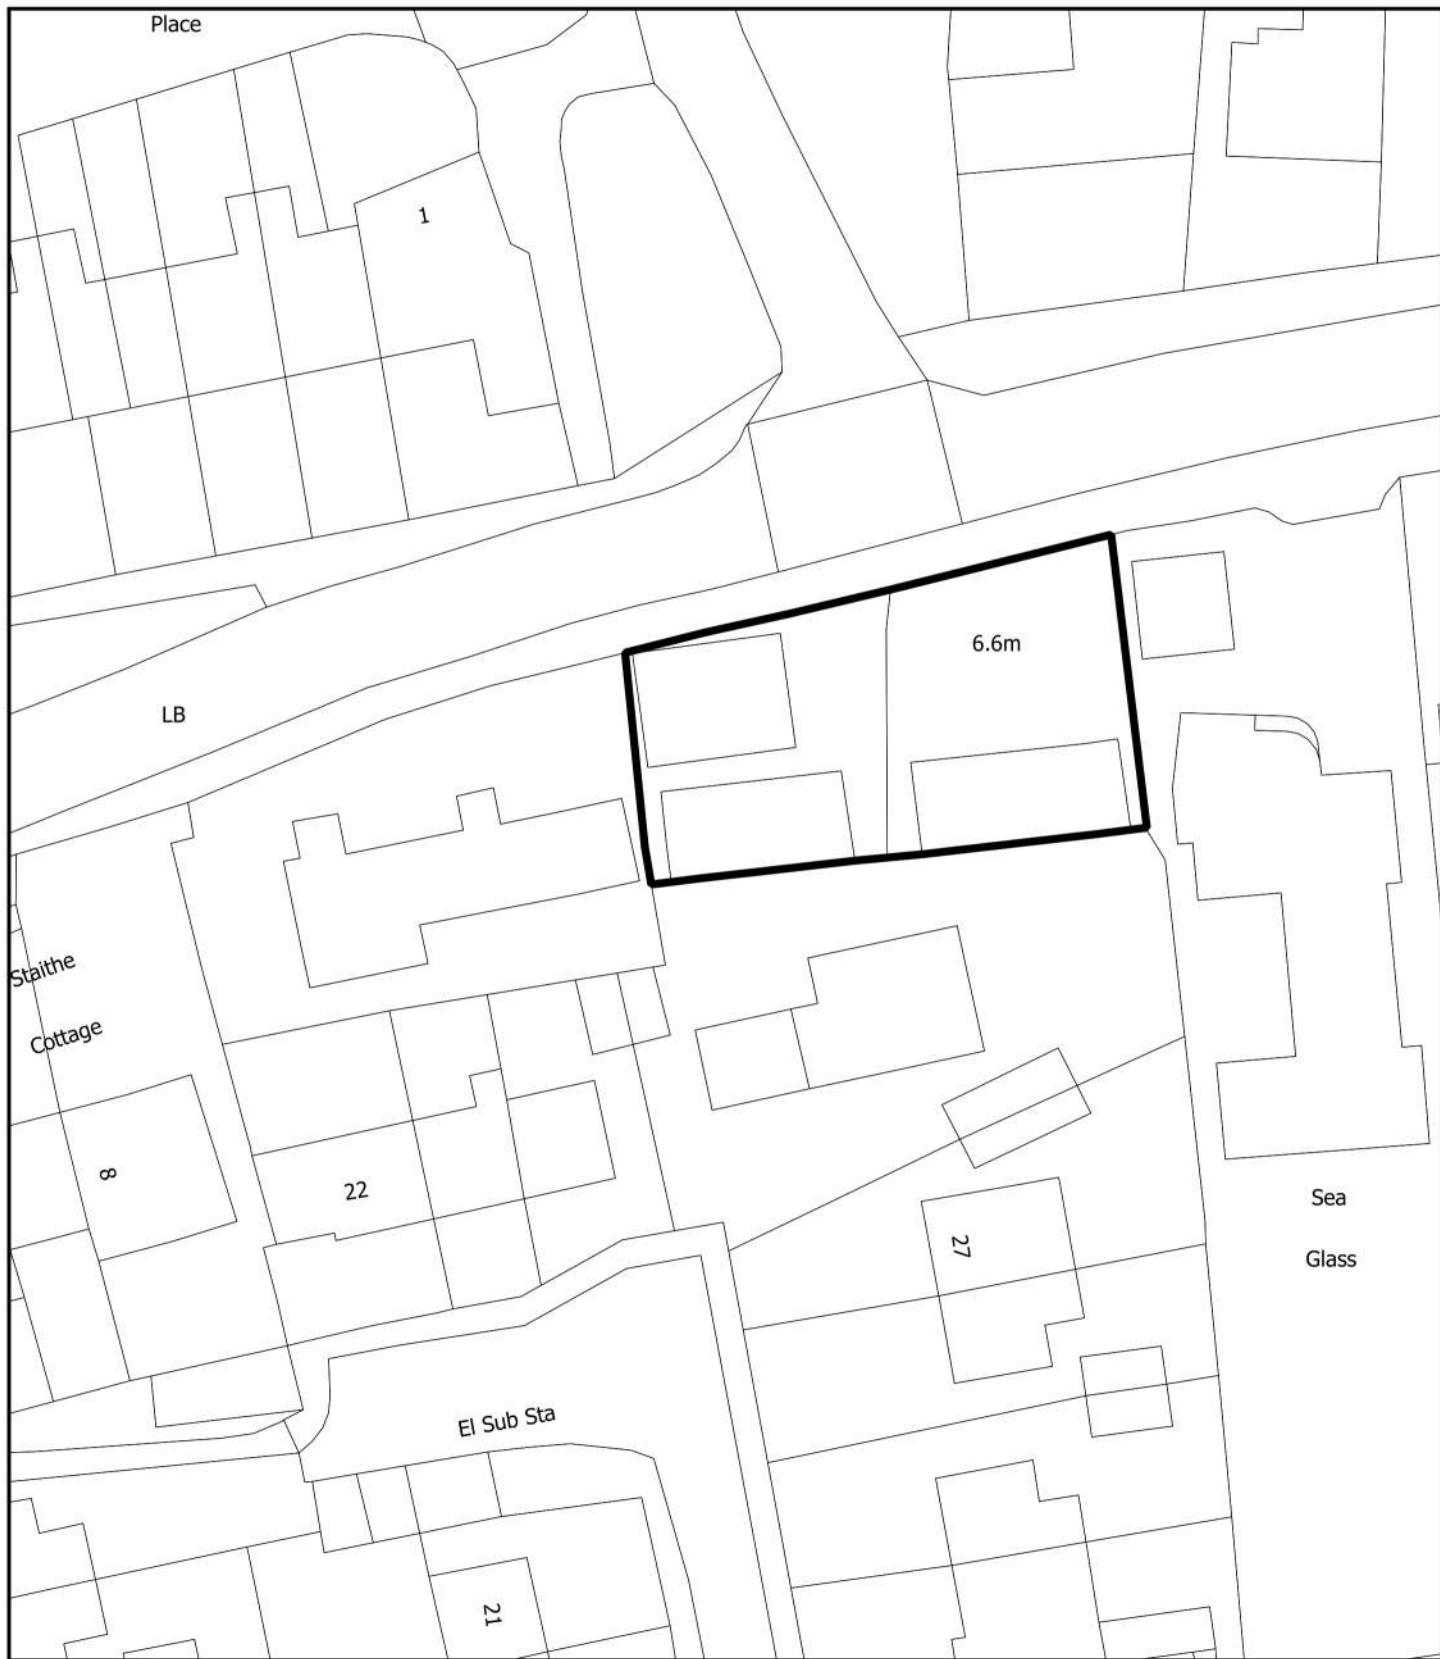 Place
1
6.6m
LB
Staithe
Cottage
8
22
Sea
27
Glass
El Sub Sta
21